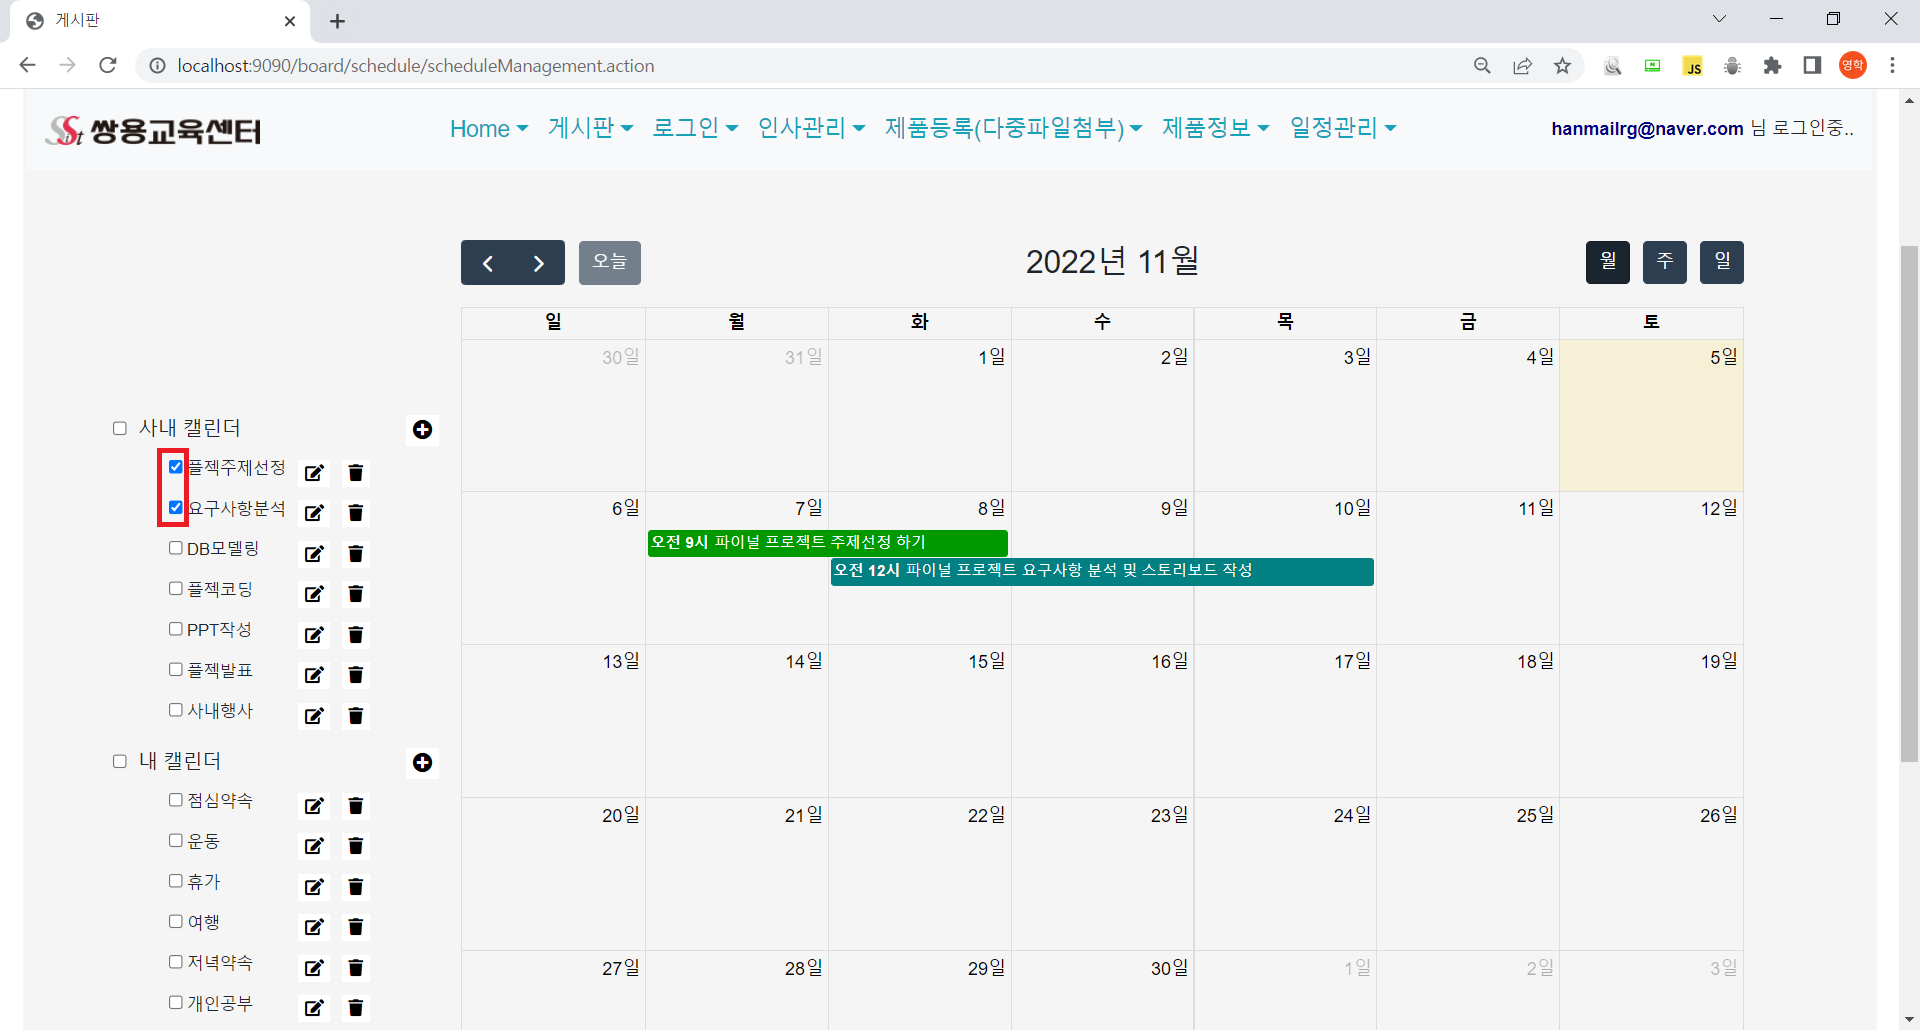 게시판
localhost:9090/board/schedule/scheduleManagement.action
JS
영학
Sist 쌍용교육센터
Home 게시판 로그인 인사관리 제품등록(다중파일첨부) 제품정보 일정관리
hanmailrg@naver.com 님 로그인중..
오늘
2022년 11월
월 주 일
일 월 화 수 목 금 토
30일 31일 1일 2일 3일 4일 5일
사내 캘린더
플젝주제선정
요구사항분석
DB모델링
플젝코딩
PPT작성
플젝발표
사내행사
내 캘린더
점심약속
운동
휴가
여행
저녁약속
개인공부
6일 7일 8일 9일 10일 11일 12일
오전 9시 파이널 프로젝트 주제선정 하기
오전 12시 파이널 프로젝트 요구사항 분석 및 스토리보드 작성
13일 14일 15일 16일 17일 18일 19일
20일 21일 22일 23일 24일 25일 26일
27일 28일 29일 30일 1일 2일 3일